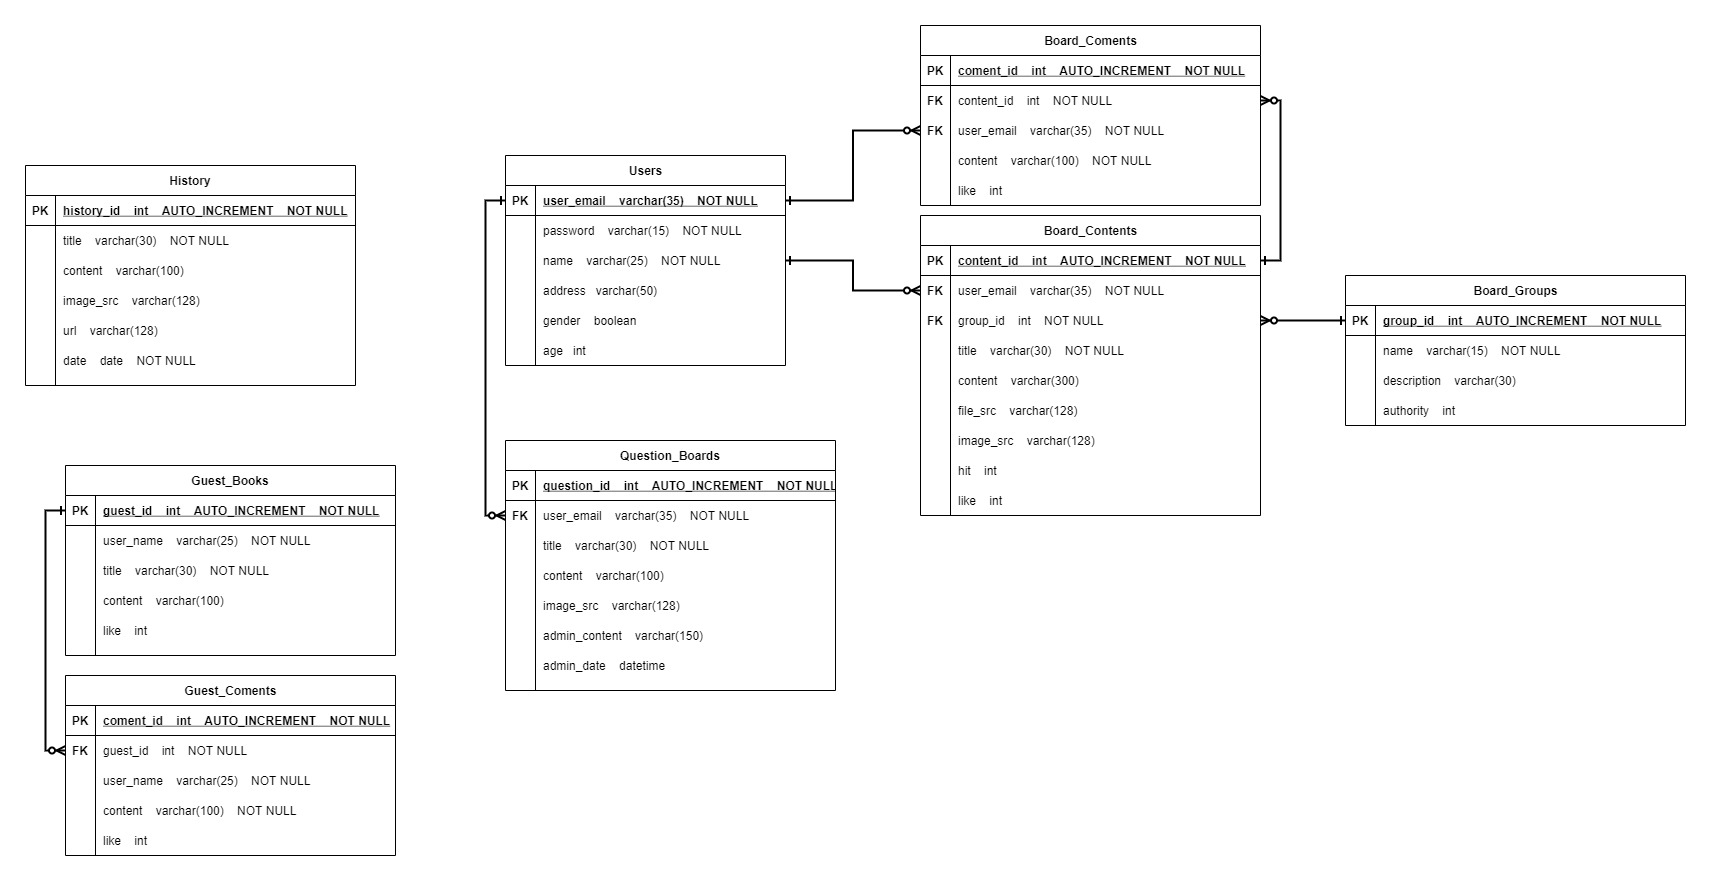 History
PK history_id int AUTO_INCREMENT NOT NULL
title varchar(30) NOT NULL
content varchar(100)
image_src varchar(128)
url varchar(128)
date date NOT NULL
Guest_Books
PK guest_id int AUTO_INCREMENT NOT NULL
user_name varchar(25) NOT NULL
title varchar(30) NOT NULL
content varchar(100)
like int
Guest_Coments
PK coment_id int AUTO_INCREMENT NOT NULL
FK guest_id int NOT NULL
user_name varchar(25) NOT NULL
content varchar(100) NOT NULL
like int
Users
PK user_email varchar(35) NOT NULL
password varchar(15) NOT NULL
name varchar(25) NOT NULL
address varchar(50)
gender boolean
age int
Question_Boards
PK question_id int AUTO_INCREMENT NOT NULL
FK user_email varchar(35) NOT NULL
title varchar(30) NOT NULL
content varchar(100)
image_src varchar(128)
admin_content varchar(150)
admin_date datetime
Board_Coments
PK coment_id int AUTO_INCREMENT NOT NULL
FK content_id int NOT NULL
FK user_email varchar(35) NOT NULL
content varchar(100) NOT NULL
like int
Board_Contents
PK content_id int AUTO_INCREMENT NOT NULL
FK user_email varchar(35) NOT NULL
FK group_id int NOT NULL
title varchar(30) NOT NULL
content varchar(300)
file_src varchar(128)
image_src varchar(128)
hit int
like int
Board_Groups
PK group_id int AUTO_INCREMENT NOT NULL
name varchar(15) NOT NULL
description varchar(30)
authority int